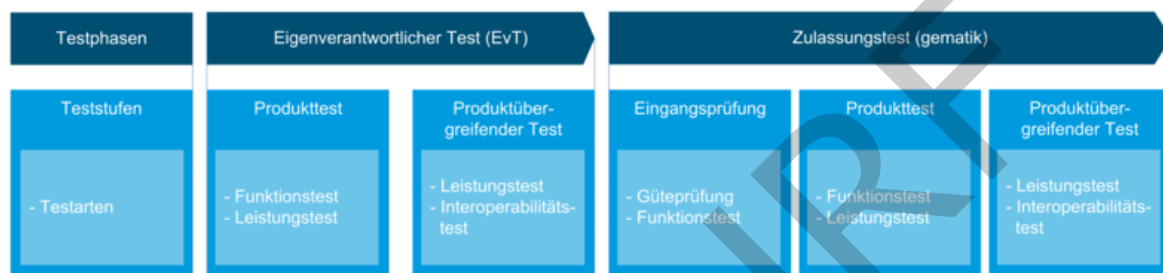 Testphasen
Eigenverantwortlicher Test (EvT)
Zulassungstest (gematik)
Teststufen
- Testarten
Produkttest
- Funktionstest
- Leistungstest
Produktüber-
greifender Test
- Leistungstest
- Interoperabilitäts-
test
Eingangsprüfung
- Güteprüfung
- Funktionstest
Produkttest
- Funktionstest
- Leistungstest
Produktüber-
greifender Test
- Leistungstest
- Interoperabilitäts-
test